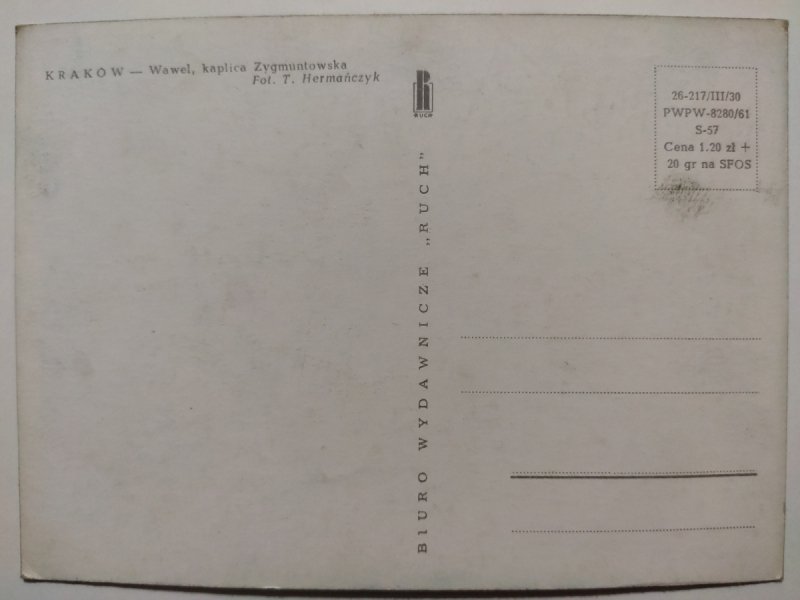 KRAKÓW — Wawel, kaplica Zygmuntowska
Fot. T. Hermańczyk
RUCH
BIURO WYDAWNICZE „RUCH"
26-217/III/30
PWPW-8280/61
S-57
Cena 1.20 zł +
20 gr na SFOS